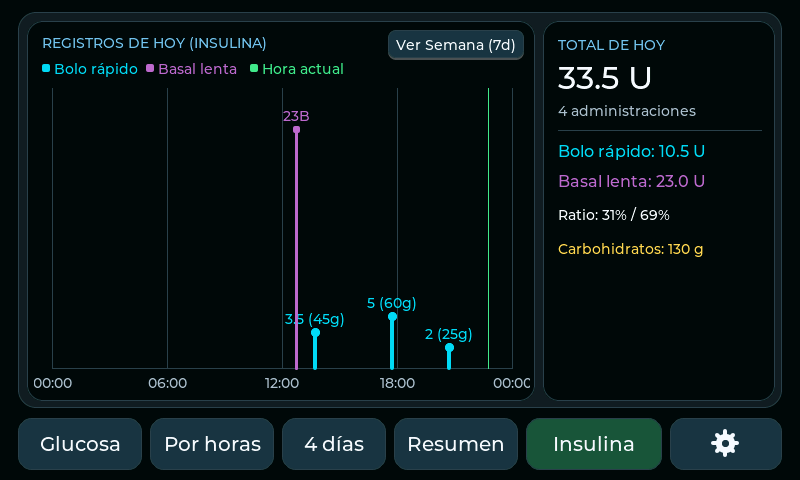 REGISTROS DE HOY (INSULINA)
Ver Semana (7d)
Bolo rápido
Basal lenta
Hora actual
23B
3.5 (45g)
5 (60g)
2 (25g)
00:00
06:00
12:00
18:00
00:00
TOTAL DE HOY
33.5 U
4 administraciones
Bolo rápido: 10.5 U
Basal lenta: 23.0 U
Ratio: 31% / 69%
Carbohidratos: 130 g
Glucosa
Por horas
4 días
Resumen
Insulina